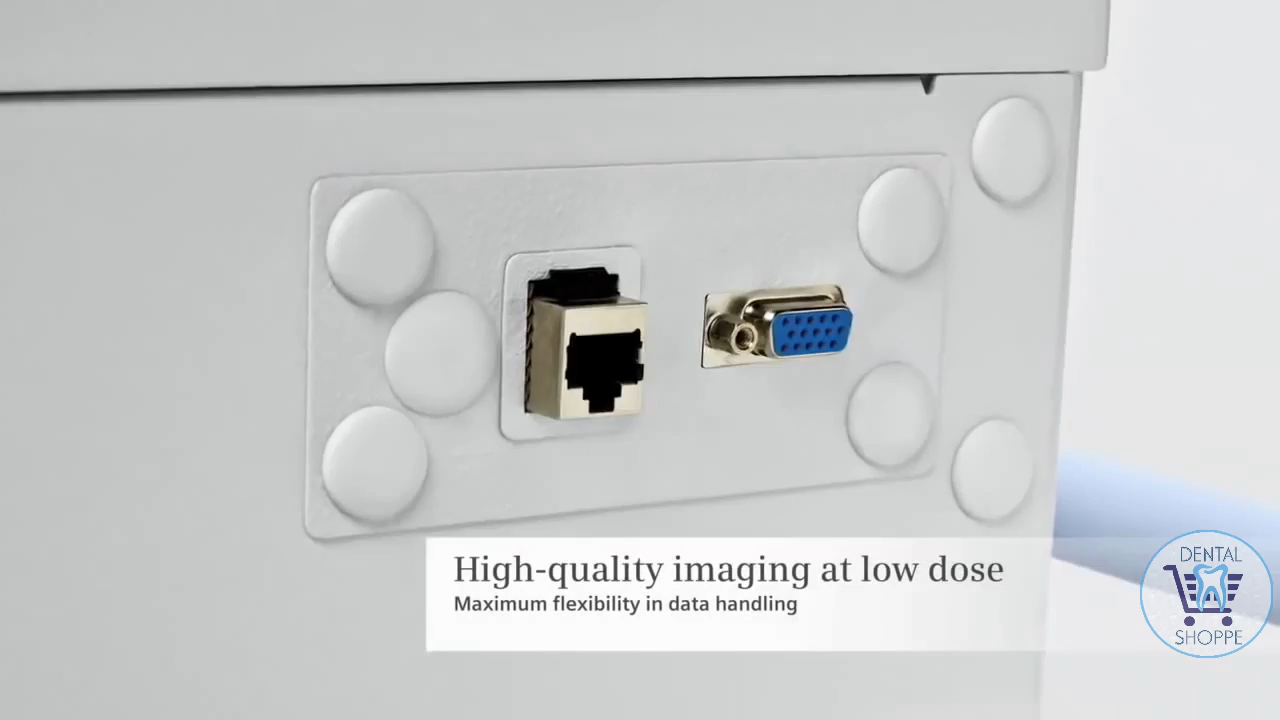 High-quality imaging at low dose
Maximum flexibility in data handling
DENTAL
SHOPPE